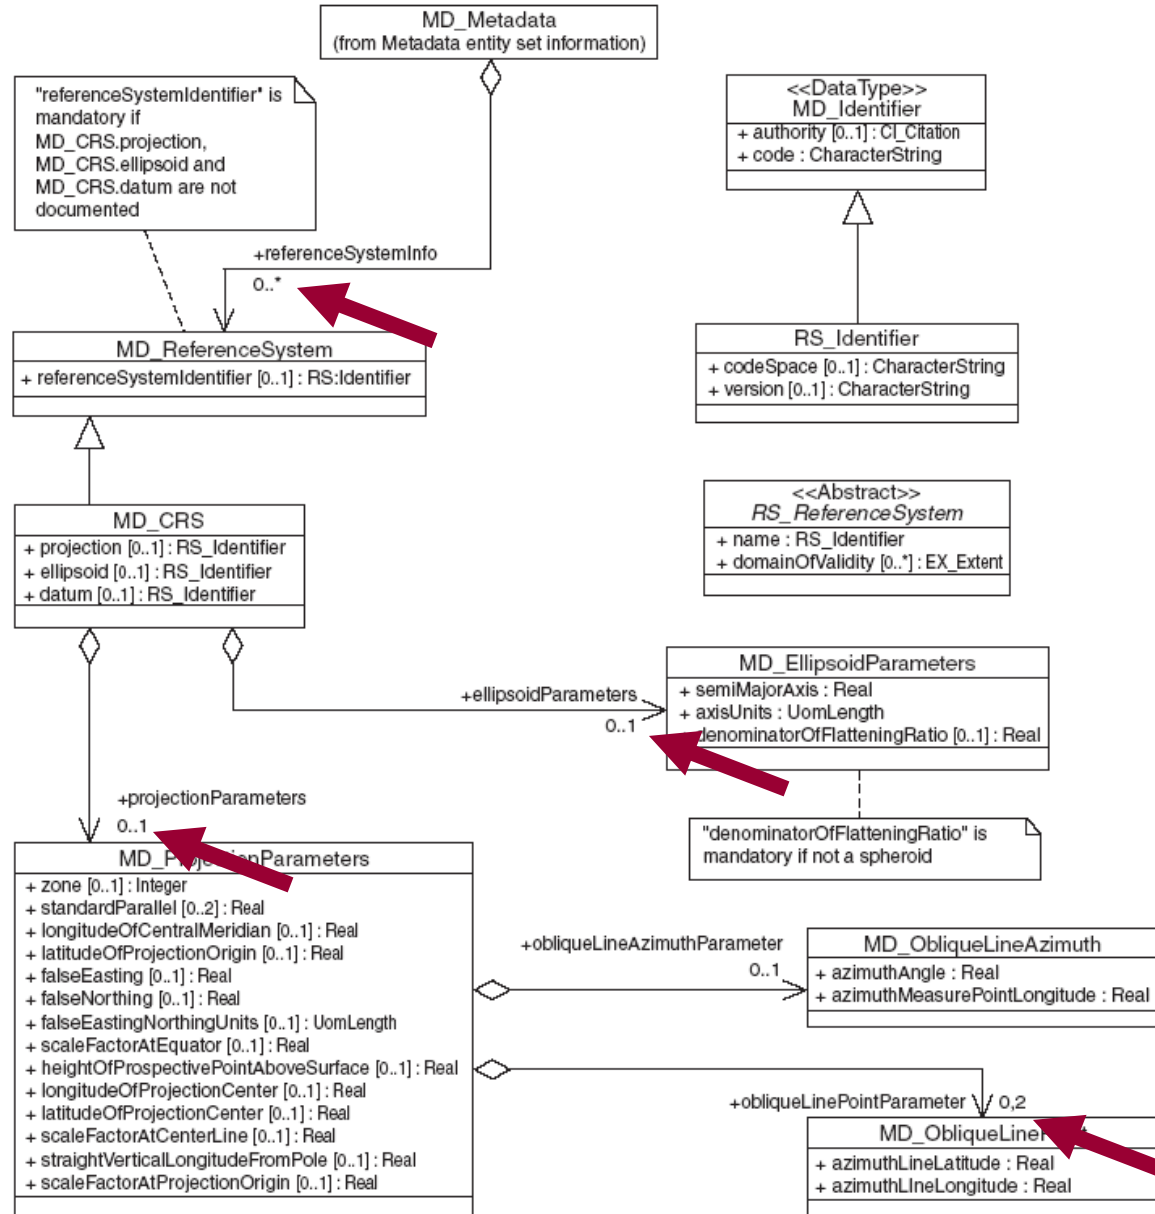 MD_Metadata
(from Metadata entity set information)
"referenceSystemIdentifier" is
mandatory if
MD_CRS.projection,
MD_CRS.ellipsoid and
MD_CRS.datum are not
documented
<<DataType>>
MD_Identifier
+ authority [0..1] : CI_Citation
+ code : CharacterString
+referenceSystemInfo
0..*
MD_ReferenceSystem
+ referenceSystemIdentifier [0..1] : RS:Identifier
RS_Identifier
+ codeSpace [0..1] : CharacterString
+ version [0..1] : CharacterString
MD_CRS
+ projection [0..1] : RS_Identifier
+ ellipsoid [0..1] : RS_Identifier
+ datum [0..1] : RS_Identifier
<<Abstract>>
RS_ReferenceSystem
+ name : RS_Identifier
+ domainOfValidity [0..*] : EX_Extent
+ellipsoidParameters
0..1
MD_EllipsoidParameters
+ semiMajorAxis : Real
+ axisUnits : UomLength
denominatorOfFlatteningRatio [0..1] : Real
"denominatorOfFlatteningRatio" is
mandatory if not a spheroid
+projectionParameters
0..1
MD_ProjectionParameters
+ zone [0..1] : Integer
+ standardParallel [0..2] : Real
+ longitudeOfCentralMeridian [0..1] : Real
+ latitudeOfProjectionOrigin [0..1] : Real
+ falseEasting [0..1] : Real
+ falseNorthing [0..1] : Real
+ falseEastingNorthingUnits [0..1] : UomLength
+ scaleFactorAtEquator [0..1] : Real
+ heightOfProspectivePointAboveSurface [0..1] : Real
+ longitudeOfProjectionCenter [0..1] : Real
+ latitudeOfProjectionCenter [0..1] : Real
+ scaleFactorAtCenterLine [0..1] : Real
+ straightVerticalLongitudeFromPole [0..1] : Real
+ scaleFactorAtProjectionOrigin [0..1] : Real
+obliqueLineAzimuthParameter
0..1
MD_ObliqueLineAzimuth
+ azimuthAngle : Real
+ azimuthMeasurePointLongitude : Real
+obliqueLinePointParameter
0,2
+ azimuthLineLatitude : Real
+ azimuthLIneLongitude : Real